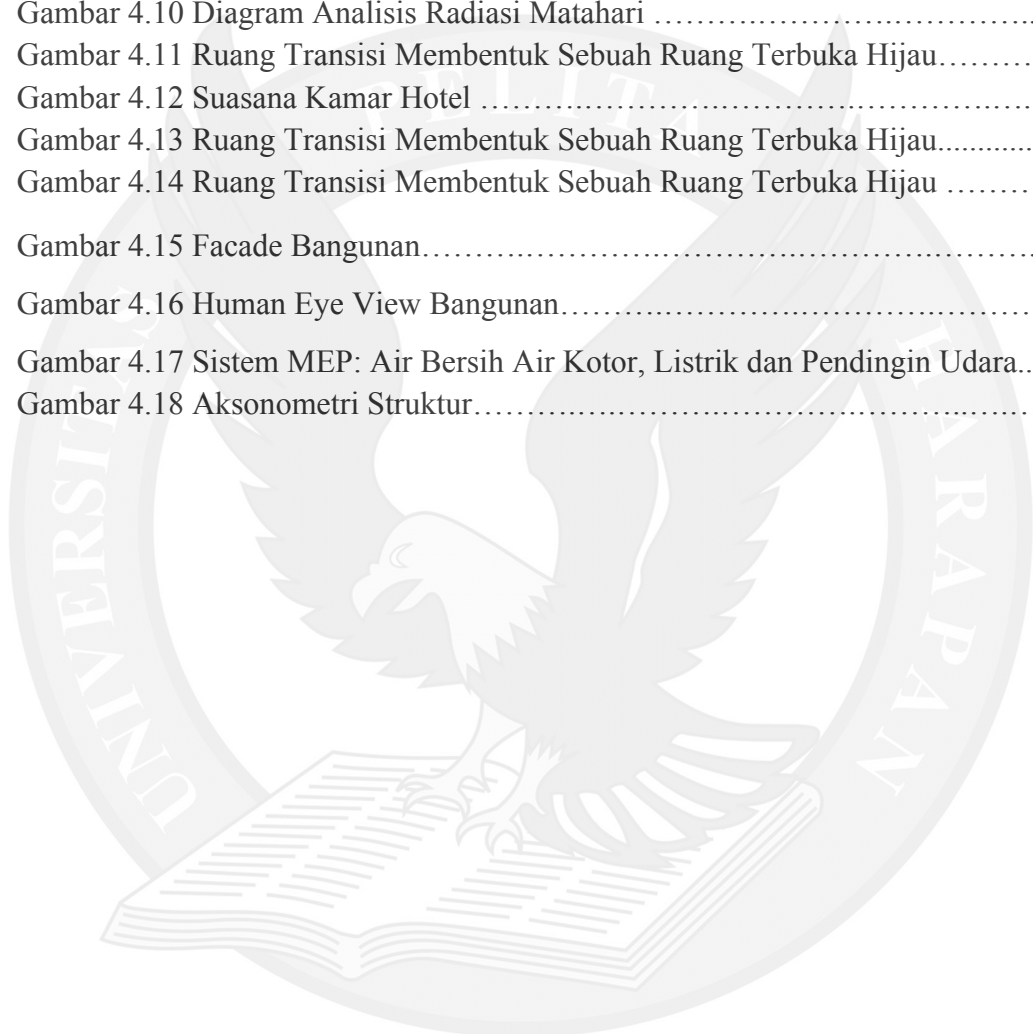 Gambar 4.10 Diagram Analisis Radiasi Matahari ……….…………..…………..
Gambar 4.11 Ruang Transisi Membentuk Sebuah Ruang Terbuka Hijau………
Gambar 4.12 Suasana Kamar Hotel ……….…………..…………..…………..
Gambar 4.13 Ruang Transisi Membentuk Sebuah Ruang Terbuka Hijau............
Gambar 4.14 Ruang Transisi Membentuk Sebuah Ruang Terbuka Hijau ………
Gambar 4.15 Facade Bangunan……….…………..…………..…………..………
Gambar 4.16 Human Eye View Bangunan……….…………..…………..………
Gambar 4.17 Sistem MEP: Air Bersih Air Kotor, Listrik dan Pendingin Udara..
Gambar 4.18 Aksonometri Struktur……….…………..…………………..…...
UNIVERSITAS PELITA HARAPAN